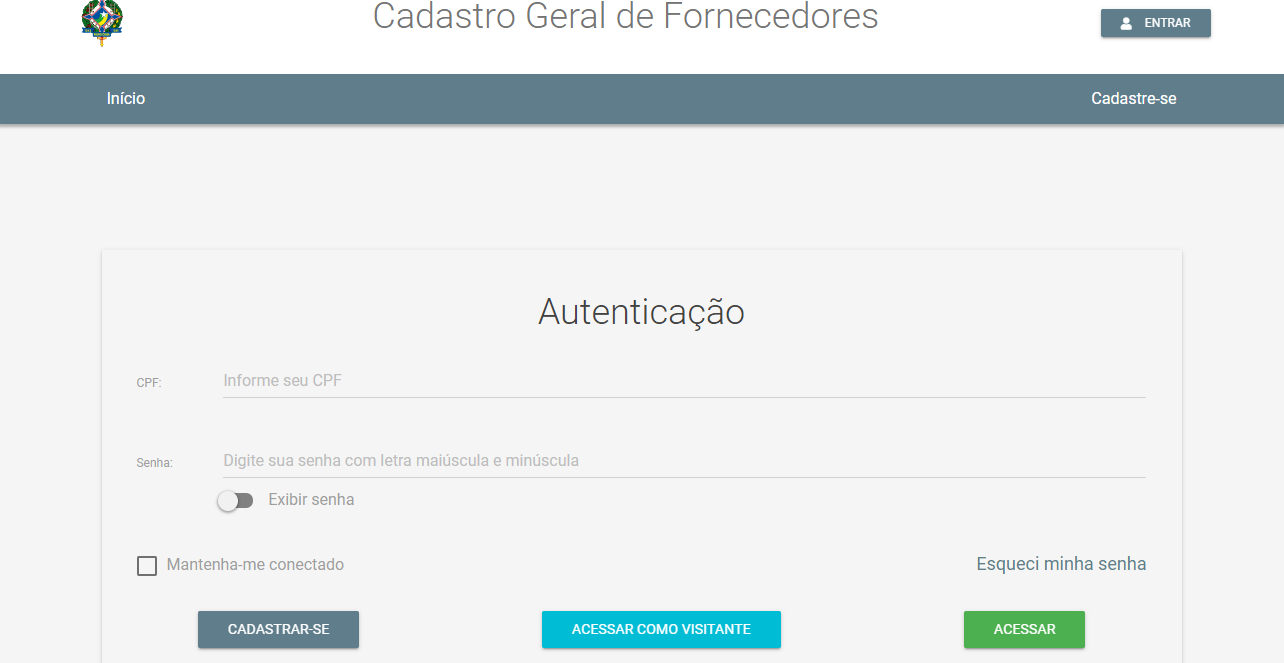 Cadastro Geral de Fornecedores
ENTRAR
Início
Cadastre-se
Autenticação
CPF:
Informe seu CPF
Senha:
Digite sua senha com letra maiúscula e minúscula
Exibir senha
Mantenha-me conectado
Esqueci minha senha
CADASTRAR-SE
ACESSAR COMO VISITANTE
ACESSAR